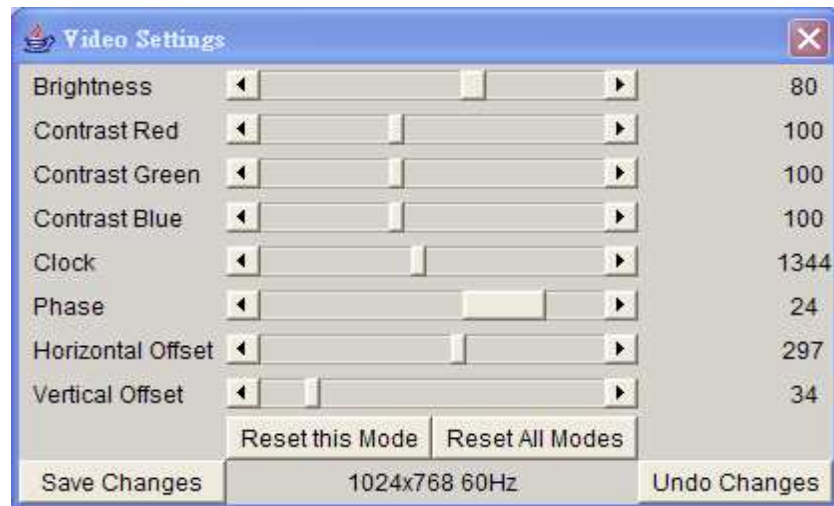 Video Settings
Brightness 80
Contrast Red 100
Contrast Green 100
Contrast Blue 100
Clock 1344
Phase 24
Horizontal Offset 297
Vertical Offset 34
Reset this Mode Reset All Modes
Save Changes 1024x768 60Hz Undo Changes